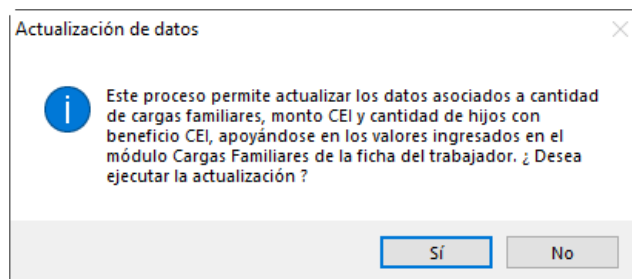 Actualización de datos
Este proceso permite actualizar los datos asociados a cantidad
de cargas familiares, monto CEI y cantidad de hijos con
beneficio CEI, apoyándose en los valores ingresados en el
módulo Cargas Familiares de la ficha del trabajador. ¿ Desea
ejecutar la actualización ?
Sí
No